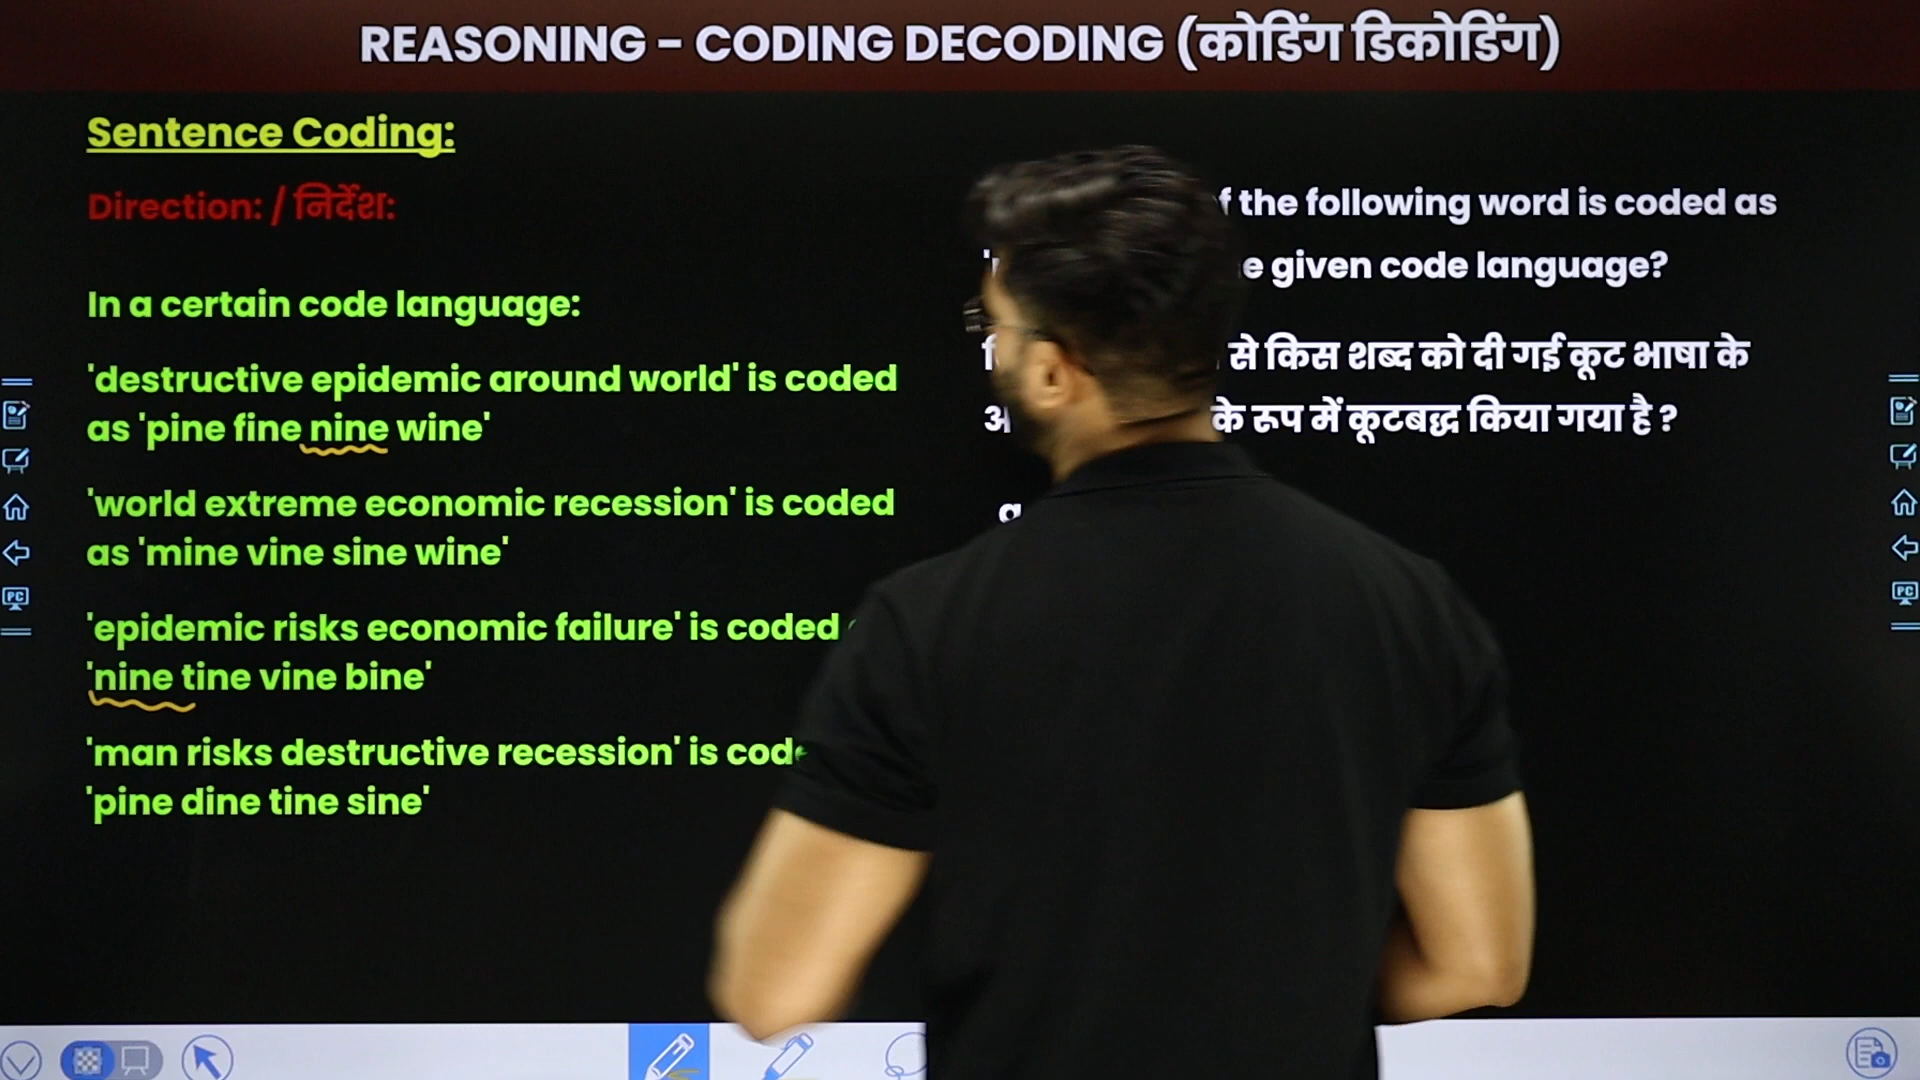 REASONING - CODING DECODING (कोडिंग डिकोडिंग)
Sentence Coding:
Direction: / निर्देश:
In a certain code language:
'destructive epidemic around world' is coded
as 'pine fine nine wine'
'world extreme economic recession' is coded
as 'mine vine sine wine'
'epidemic risks economic failure' is coded
'nine tine vine bine'
'man risks destructive recession' is
'pine dine tine sine'
the following word is coded as
given code language?
से किस शब्द को दी गई कूट भाषा के
के रूप में कूटबद्ध किया गया है ?
PC
PC